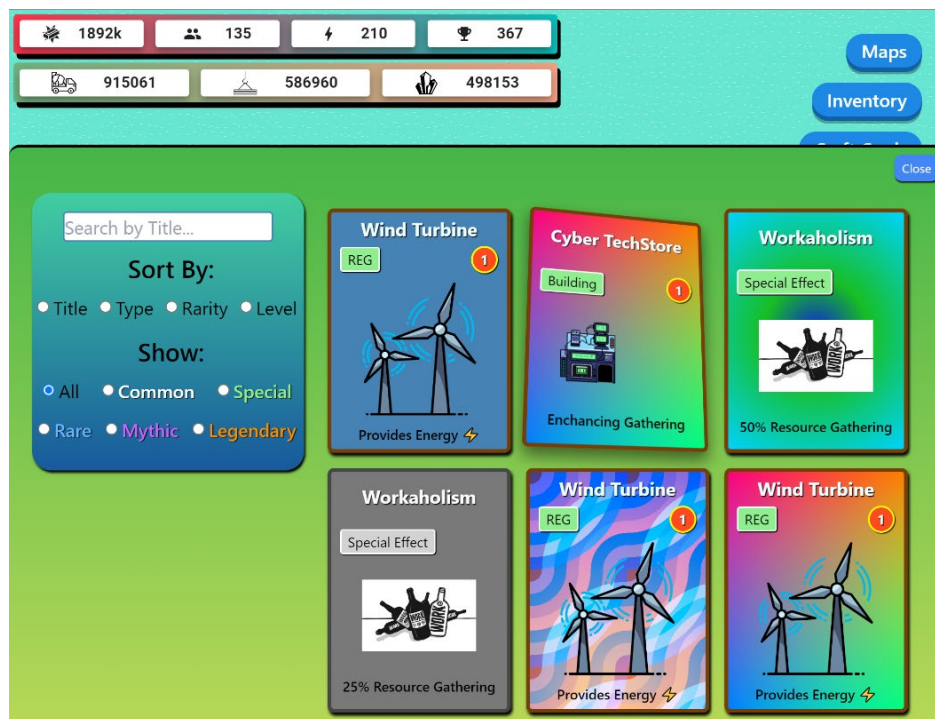 1892k 135 210 367
915061 586960 498153
Maps
Inventory
Close
Search by Title...
Sort By:
Title Type Rarity Level
Show:
All Common Special
Rare Mythic Legendary
Wind Turbine
REG 1
Provides Energy
Cyber TechStore
Building 1
Enchancing Gathering
Workaholism
Special Effect
WORK
50% Resource Gathering
Workaholism
Special Effect
WORK
25% Resource Gathering
Wind Turbine
REG 1
Provides Energy
Wind Turbine
REG 1
Provides Energy